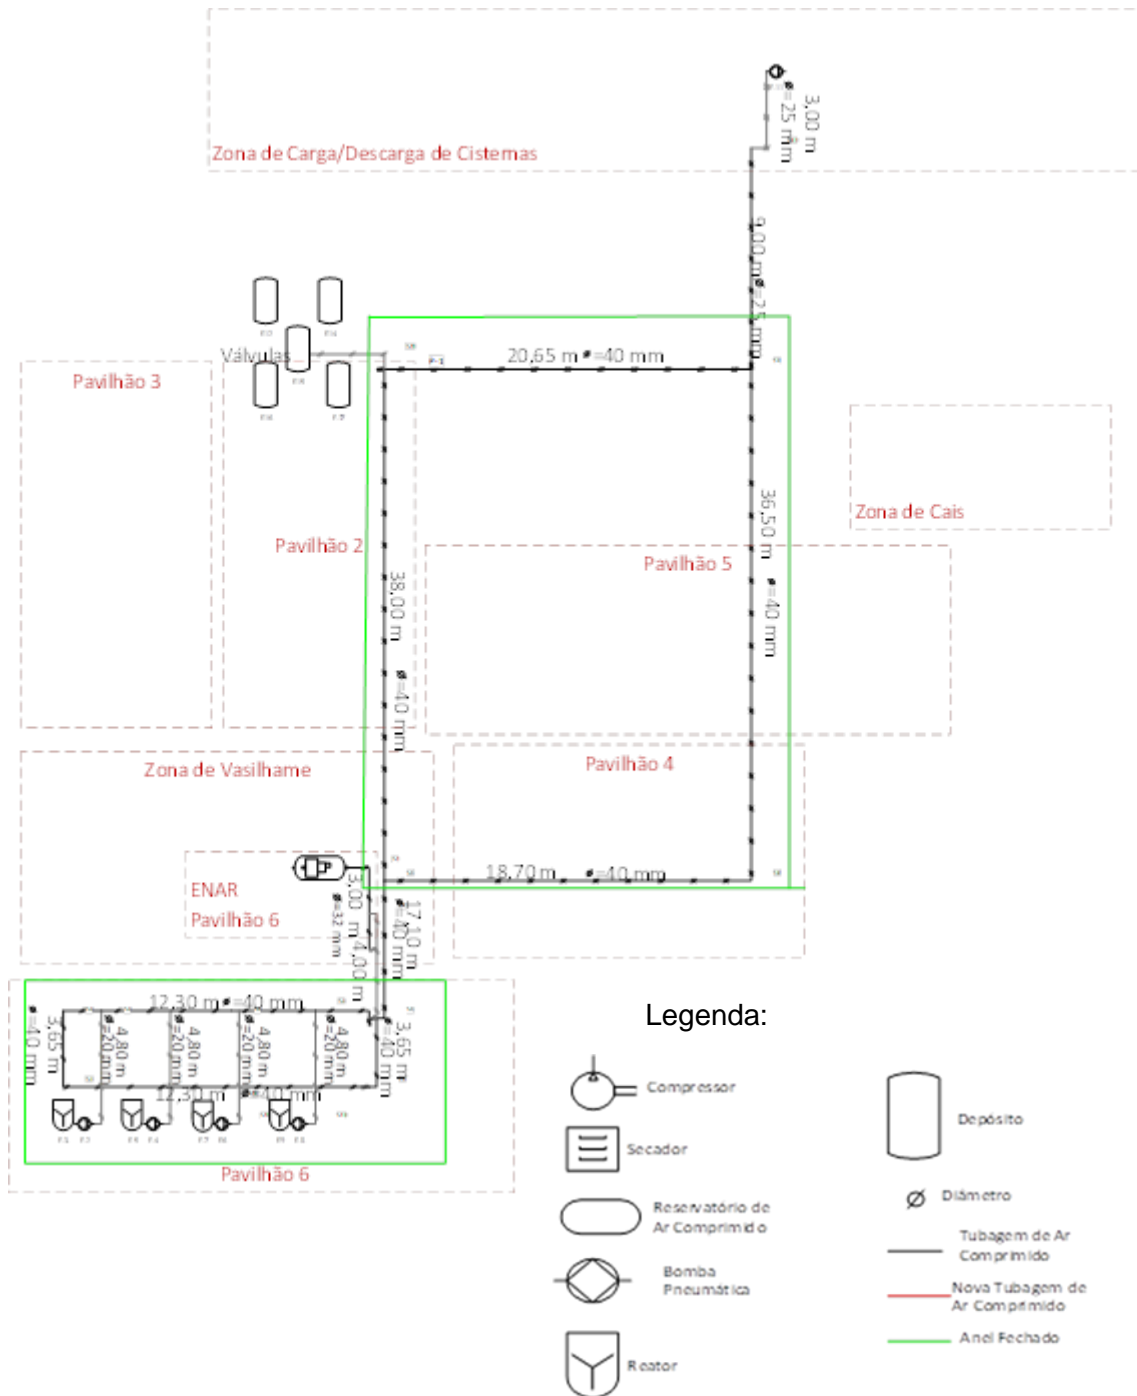 3,00 m
ø=25 mm
Zona de Carga/Descarga de Cisternas
9,00 m ø=25 mm
Válvulas
20,65 m ø=40 mm
Pavilhão 3
Pavilhão 2
38,00 m ø=40 mm
36,50 m ø=40 mm
Zona de Cais
Pavilhão 5
Zona de Vasilhame
Pavilhão 4
ENAR
Pavilhão 6
3,00 m
ø=32 mm
4,00 m
17,10 m
ø=40 mm
18,70 m ø=40 mm
12,30 m ø=40 mm
3,65 m
ø=40 mm
4,80 m
ø=20 mm
4,80 m
ø=20 mm
4,80 m
ø=20 mm
4,80 m
ø=20 mm
3,65 m
ø=40 mm
12,30 m ø=40 mm
Pavilhão 6
Legenda:
Compressor
Secador
Reservatório de
Ar Comprimido
Bomba
Pneumática
Reator
Depósito
Diâmetro
Tubagem de Ar
Comprimido
Nova Tubagem de
Ar Comprimido
Anel Fechado